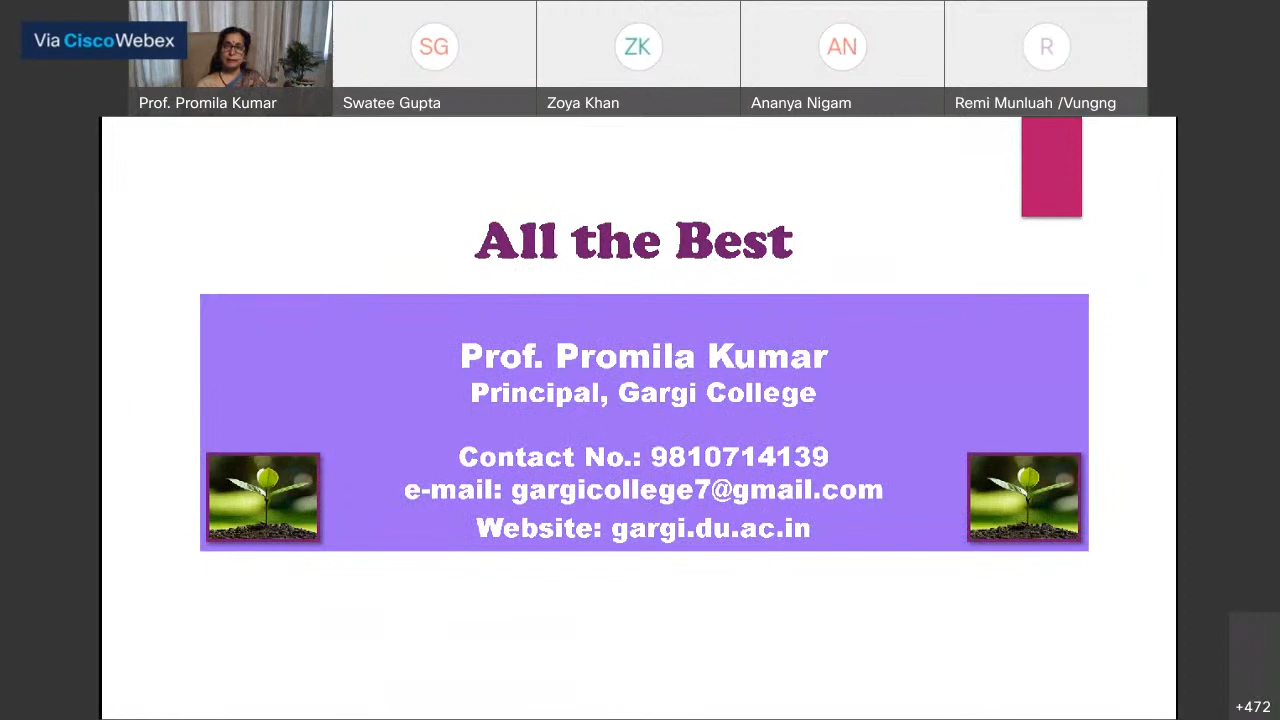 Via CiscoWebex
SG
ZK
AN
R
Prof. Promila Kumar
Swatee Gupta
Zoya Khan
Ananya Nigam
Remi Munluah /Vungng
All the Best
Prof. Promila Kumar
Principal, Gargi College
Contact No.: 9810714139
e-mail: gargicollege7@gmail.com
Website: gargi.du.ac.in
+472